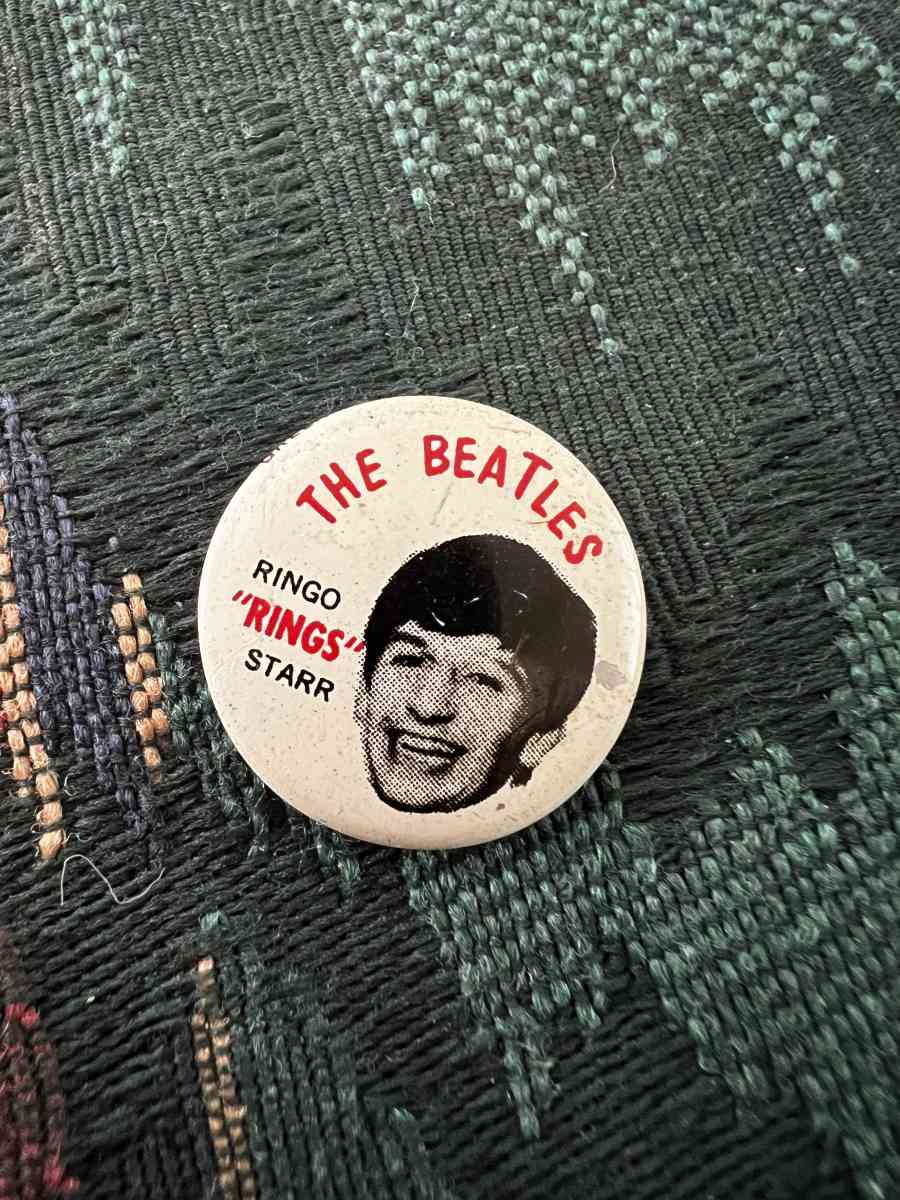 THE BEATLES
RINGO
"RINGS"
STARR